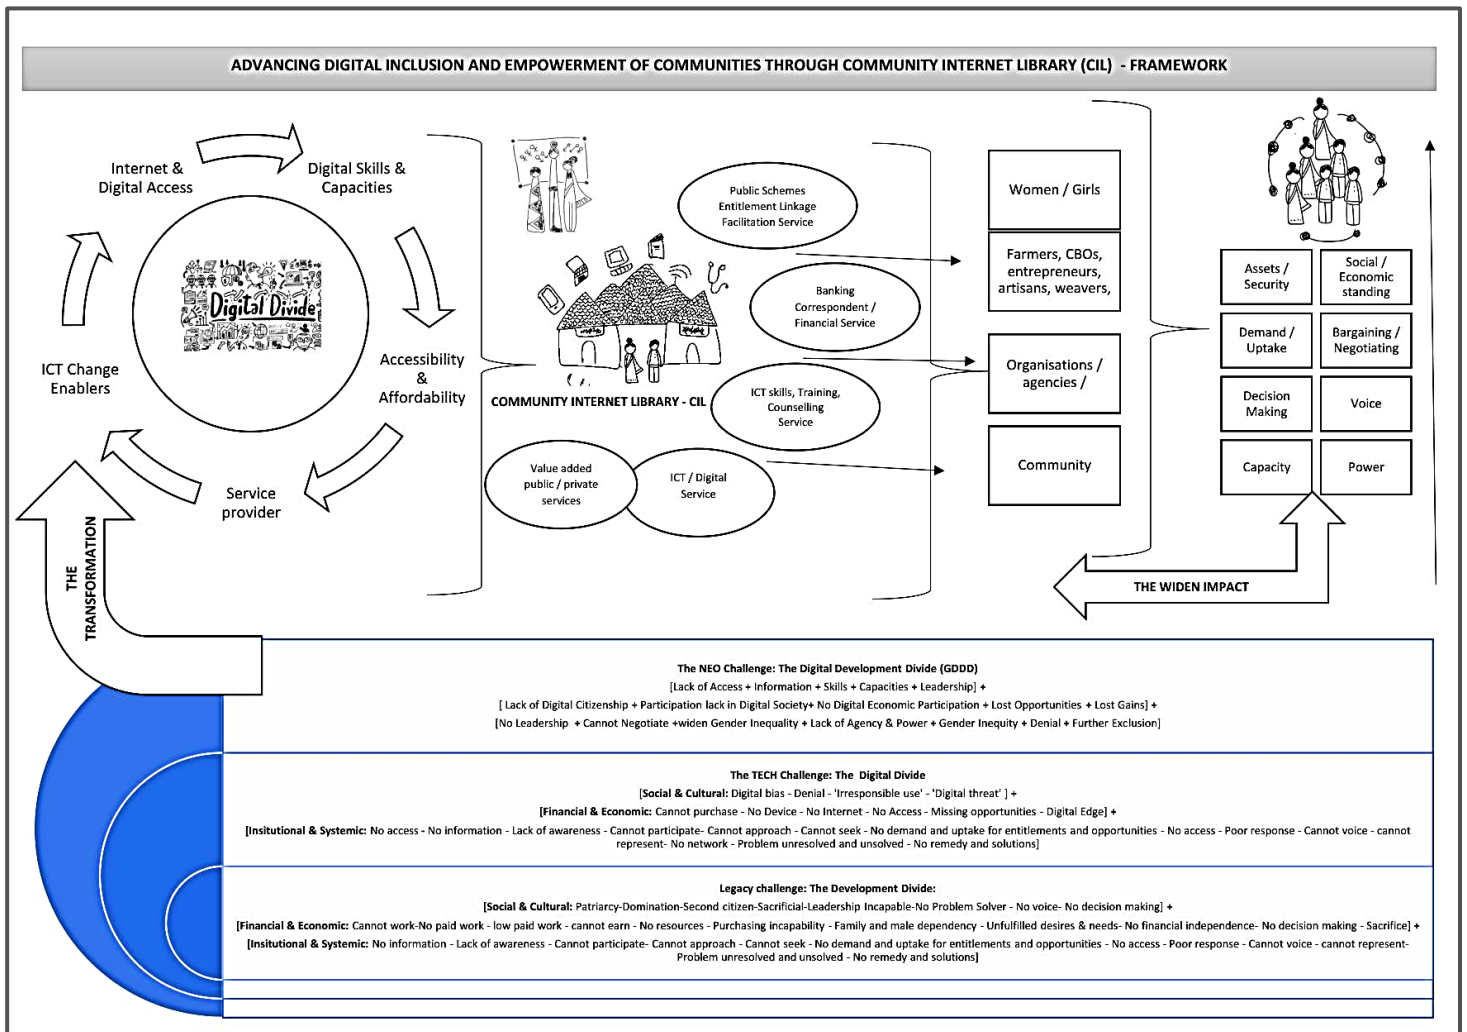 ADVANCING DIGITAL INCLUSION AND EMPOWERMENT OF COMMUNITIES THROUGH COMMUNITY INTERNET LIBRARY (CIL) - FRAMEWORK
Internet &
Digital Access
Digital Skills &
Capacities
Accessibility
&
Affordability
Service
provider
ICT Change
Enablers
Digital Divide
THE
TRANSFORMATION
COMMUNITY INTERNET LIBRARY - CIL
Public Schemes
Entitlement Linkage
Facilitation Service
Banking
Correspondent /
Financial Service
ICT skills, Training,
Counselling
Service
Value added
public / private
services
ICT / Digital
Service
Women / Girls
Farmers, CBOs,
entrepreneurs,
artisans, weavers,
Organisations /
agencies /
Community
Assets /
Security
Social /
Economic
standing
Demand /
Uptake
Bargaining /
Negotiating
Decision
Making
Voice
Capacity
Power
THE WIDEN IMPACT
The NEO Challenge: The Digital Development Divide (GDDD)
[Lack of Access + Information + Skills + Capacities + Leadership] +
[ Lack of Digital Citizenship + Participation lack in Digital Society+ No Digital Economic Participation + Lost Opportunities + Lost Gains] +
[No Leadership + Cannot Negotiate +widen Gender Inequality + Lack of Agency & Power + Gender Inequity + Denial + Further Exclusion]
The TECH Challenge: The Digital Divide
[Social & Cultural: Digital bias - Denial - 'Irresponsible use' - 'Digital threat' ] +
[Financial & Economic: Cannot purchase - No Device - No Internet - No Access - Missing opportunities - Digital Edge] +
[Insitutional & Systemic: No access - No information - Lack of awareness - Cannot participate- Cannot approach - Cannot seek - No demand and uptake for entitlements and opportunities - No access - Poor response - Cannot voice - cannot
represent- No network - Problem unresolved and unsolved - No remedy and solutions]
Legacy challenge: The Development Divide:
[Social & Cultural: Patriarcy-Domination-Second citizen-Sacrificial-Leadership Incapable-No Problem Solver - No voice- No decision making] +
[Financial & Economic: Cannot work-No paid work - low paid work - cannot earn - No resources - Purchasing incapability - Family and male dependency - Unfulfilled desires & needs- No financial independence- No decision making - Sacrifice] +
[Insitutional & Systemic: No information - Lack of awareness - Cannot participate- Cannot approach - Cannot seek - No demand and uptake for entitlements and opportunities - No access - Poor response - Cannot voice - cannot represent-
Problem unresolved and unsolved - No remedy and solutions]